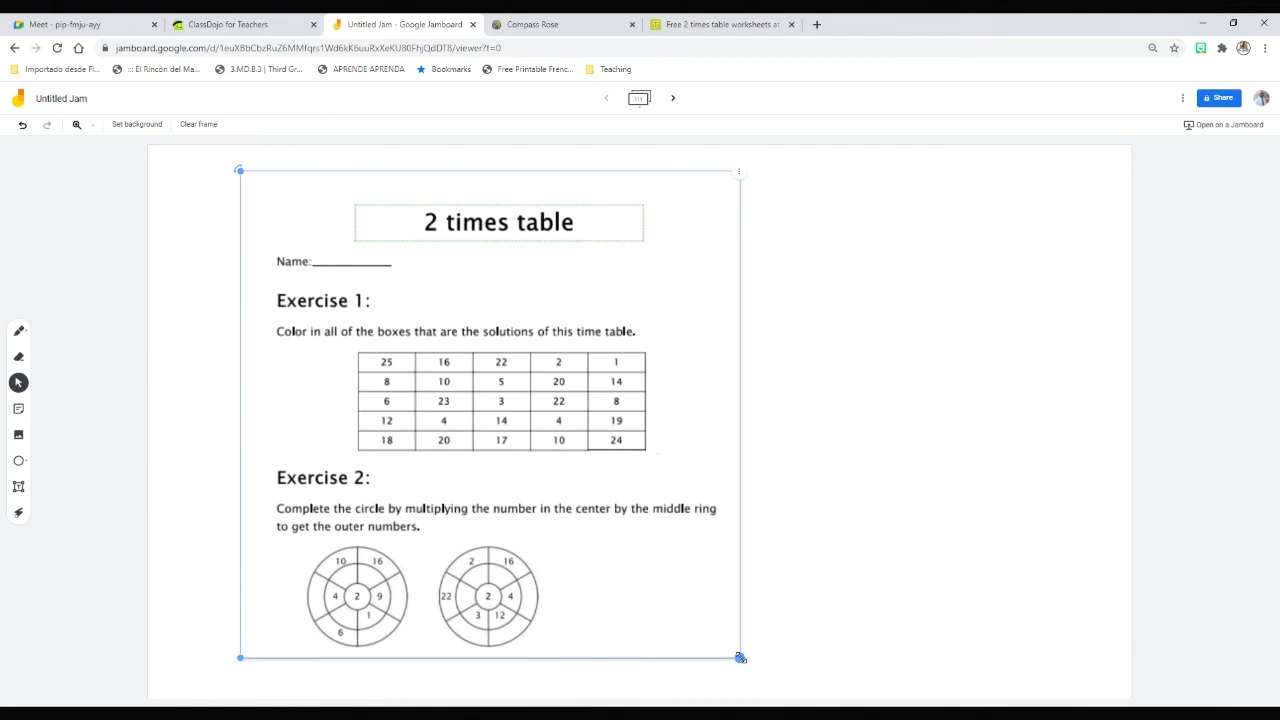 Meet - pip-fmju-ayy
ClassDojo for Teachers
Untitled Jam - Google Jamboard
Compass Rose
Free 2 times table worksheets at
jamboard.google.com/d/1euXBbCbzRuZ6MMfqrs1Wd6kK6uuRxXeKU80FhjQdDT8/viewer?f=0
Importado desde Fi...
::: El Rincón del Ma...
3.MD.B.3 | Third Gr...
APRENDE APRENDA
Bookmarks
Free Printable Frenc...
Teaching
Untitled Jam
1/1
Share
Set background
Clear frame
Open on a Jamboard
2 times table
Name:____________
Exercise 1:
Color in all of the boxes that are the solutions of this time table.
25 16 22 2 1
8 10 5 20 14
6 23 3 22 8
12 4 14 4 19
18 20 17 10 24
Exercise 2:
Complete the circle by multiplying the number in the center by the middle ring
to get the outer numbers.
10 16 2 16
4 2 9 22 2 4
1 3 12
6